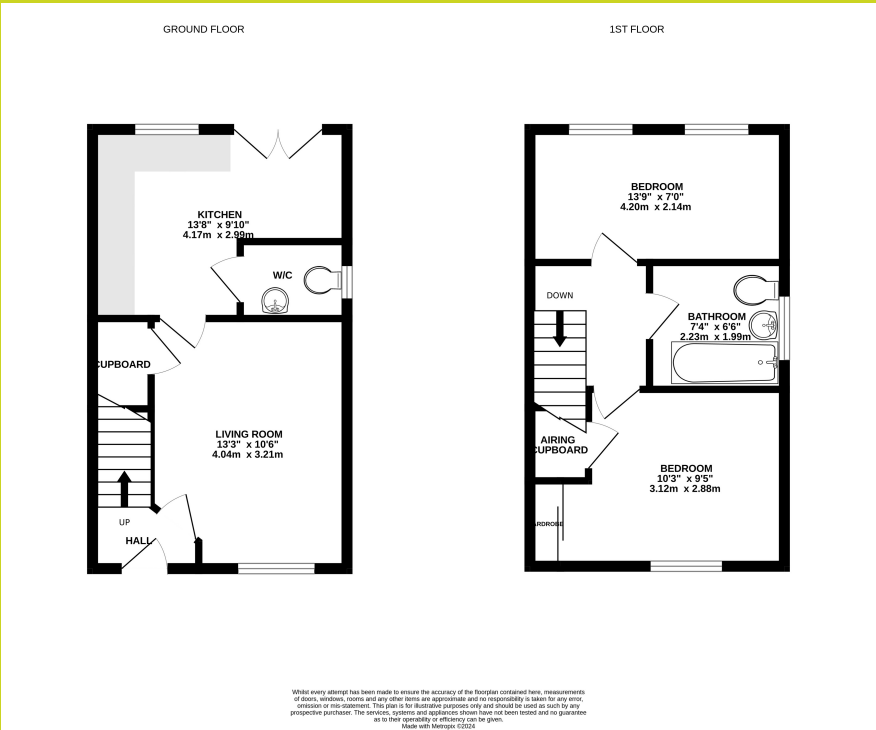 GROUND FLOOR
1ST FLOOR
KITCHEN
13'8" x 9'10"
4.17m x 2.99m
W/C
CUPBOARD
LIVING ROOM
13'3" x 10'6"
4.04m x 3.21m
UP
HALL
BEDROOM
13'9" x 7'0"
4.20m x 2.14m
DOWN
BATHROOM
7'4" x 6'6"
2.23m x 1.99m
AIRING
CUPBOARD
BEDROOM
10'3" x 9'5"
3.12m x 2.88m
ARDROBE
Whilst every attempt has been made to ensure the accuracy of the floorplan contained here, measurements
of doors, windows, rooms and any other items are approximate and no responsibility is taken for any error,
omission or mis-statement. This plan is for illustrative purposes only and should be used as such by any
prospective purchaser. The services, systems and appliances shown have not been tested and no guarantee
as to their operability or efficiency can be given.
Made with Metropix ©2024